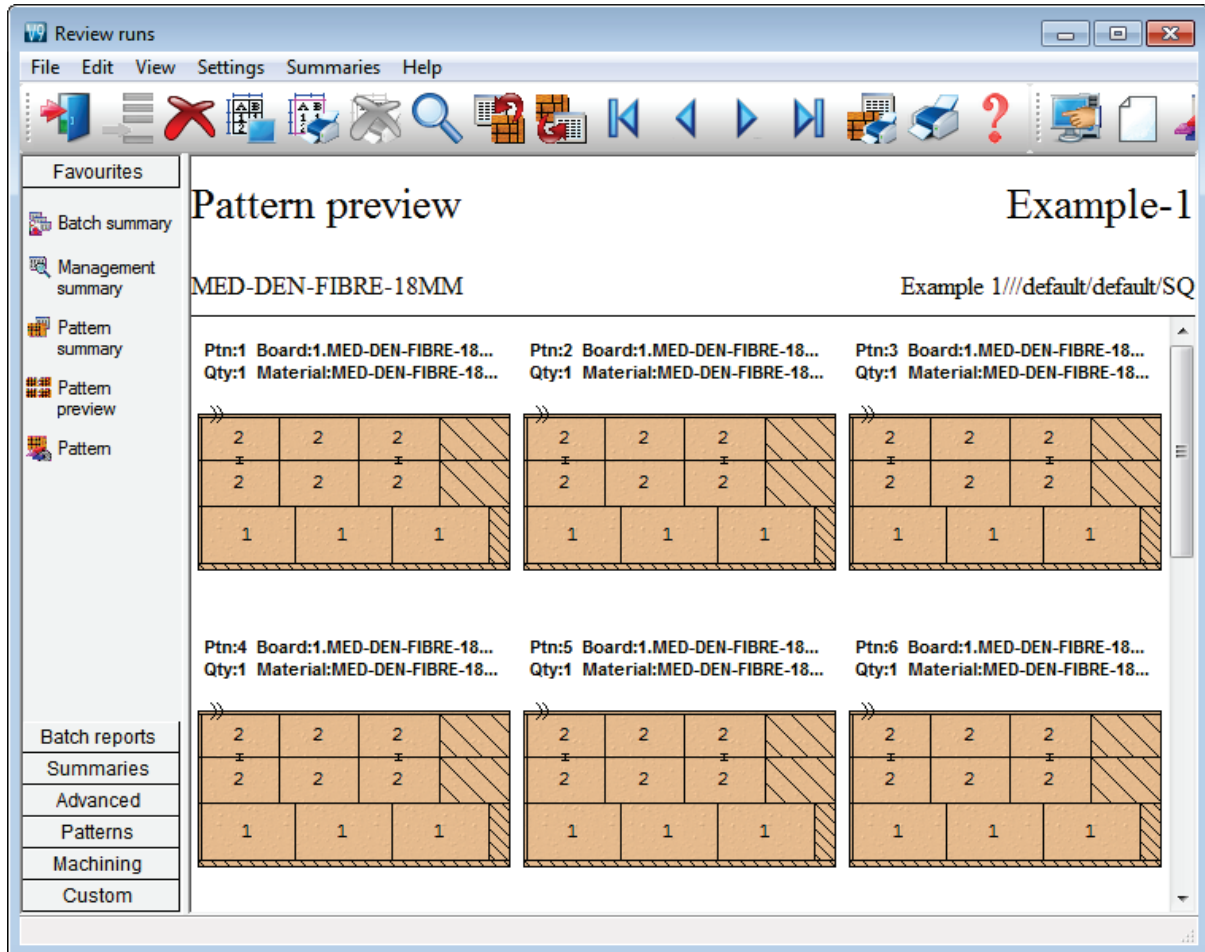 V9 Review runs
File Edit View Settings Summaries Help
Favourites
Batch summary
Management
summary
Pattern
summary
Pattern
preview
Pattern
Batch reports
Summaries
Advanced
Patterns
Machining
Custom
Pattern preview Example-1
MED-DEN-FIBRE-18MM Example 1///default/default/SQ
Ptn:1 Board:1.MED-DEN-FIBRE-18... Ptn:2 Board:1.MED-DEN-FIBRE-18... Ptn:3 Board:1.MED-DEN-FIBRE-18...
Qty:1 Material:MED-DEN-FIBRE-18... Qty:1 Material:MED-DEN-FIBRE-18... Qty:1 Material:MED-DEN-FIBRE-18...
2 2 2 2 2 2 2 2 2
2 2 2 2 2 2 2 2 2
1 1 1 1 1 1 1 1 1
Ptn:4 Board:1.MED-DEN-FIBRE-18... Ptn:5 Board:1.MED-DEN-FIBRE-18... Ptn:6 Board:1.MED-DEN-FIBRE-18...
Qty:1 Material:MED-DEN-FIBRE-18... Qty:1 Material:MED-DEN-FIBRE-18... Qty:1 Material:MED-DEN-FIBRE-18...
2 2 2 2 2 2 2 2 2
2 2 2 2 2 2 2 2 2
1 1 1 1 1 1 1 1 1